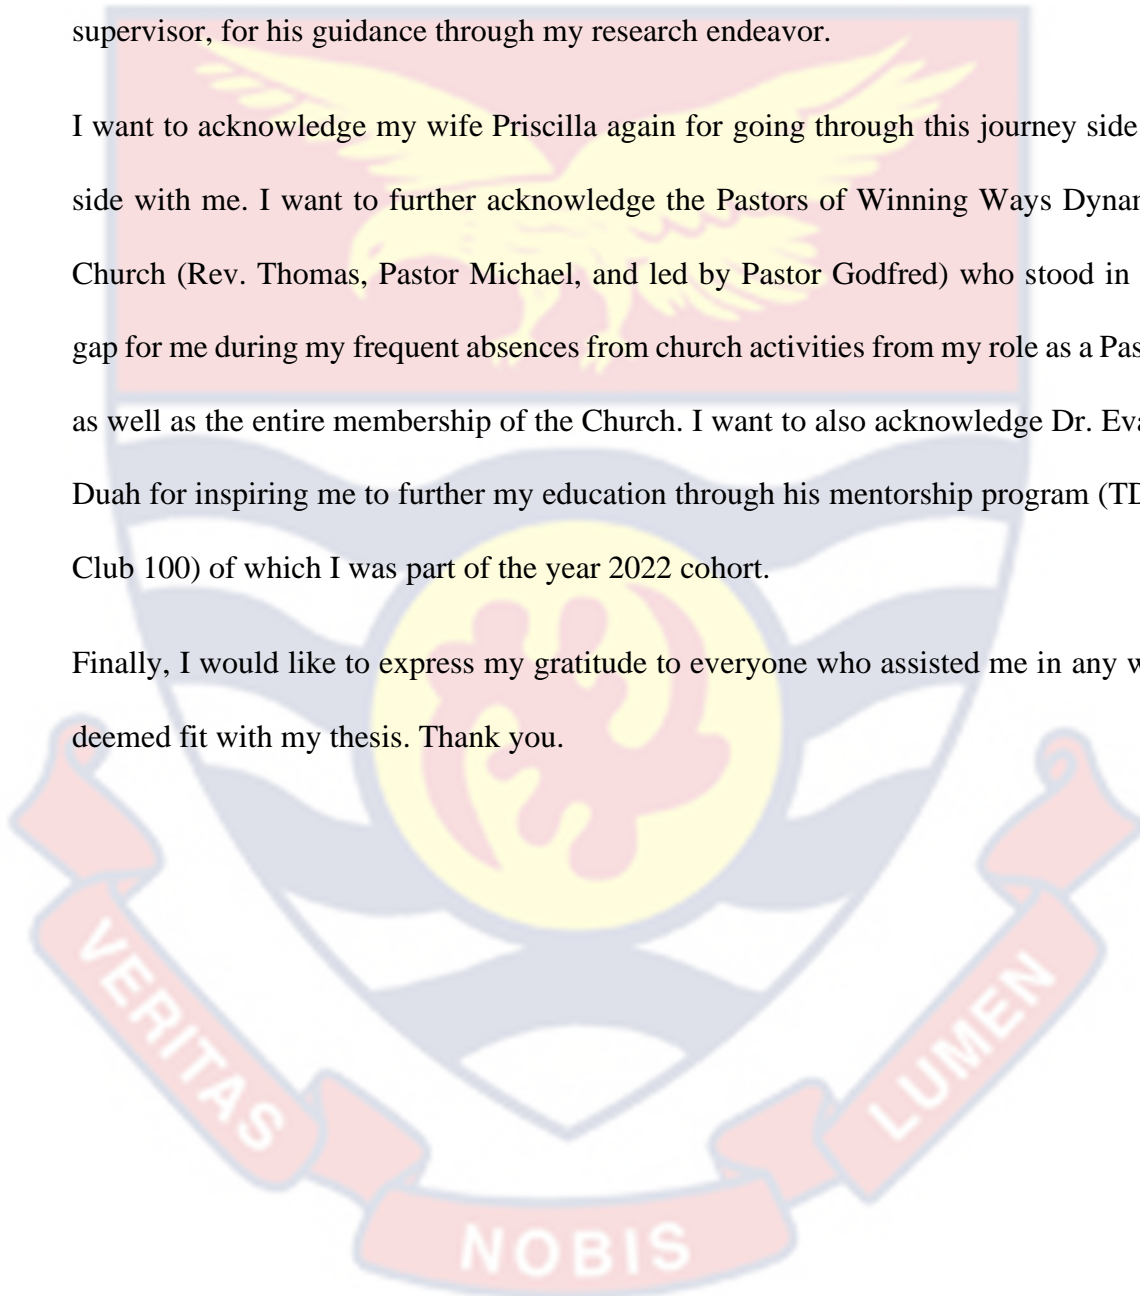 supervisor, for his guidance through my research endeavor.
I want to acknowledge my wife Priscilla again for going through this journey side
side with me. I want to further acknowledge the Pastors of Winning Ways Dynar
Church (Rev. Thomas, Pastor Michael, and led by Pastor Godfred) who stood in
gap for me during my frequent absences from church activities from my role as a Pas
as well as the entire membership of the Church. I want to also acknowledge Dr. Eva
Duah for inspiring me to further my education through his mentorship program (TD
Club 100) of which I was part of the year 2022 cohort.
Finally, I would like to express my gratitude to everyone who assisted me in any w
deemed fit with my thesis. Thank you.
VERITAS
NOBIS
LUMEN